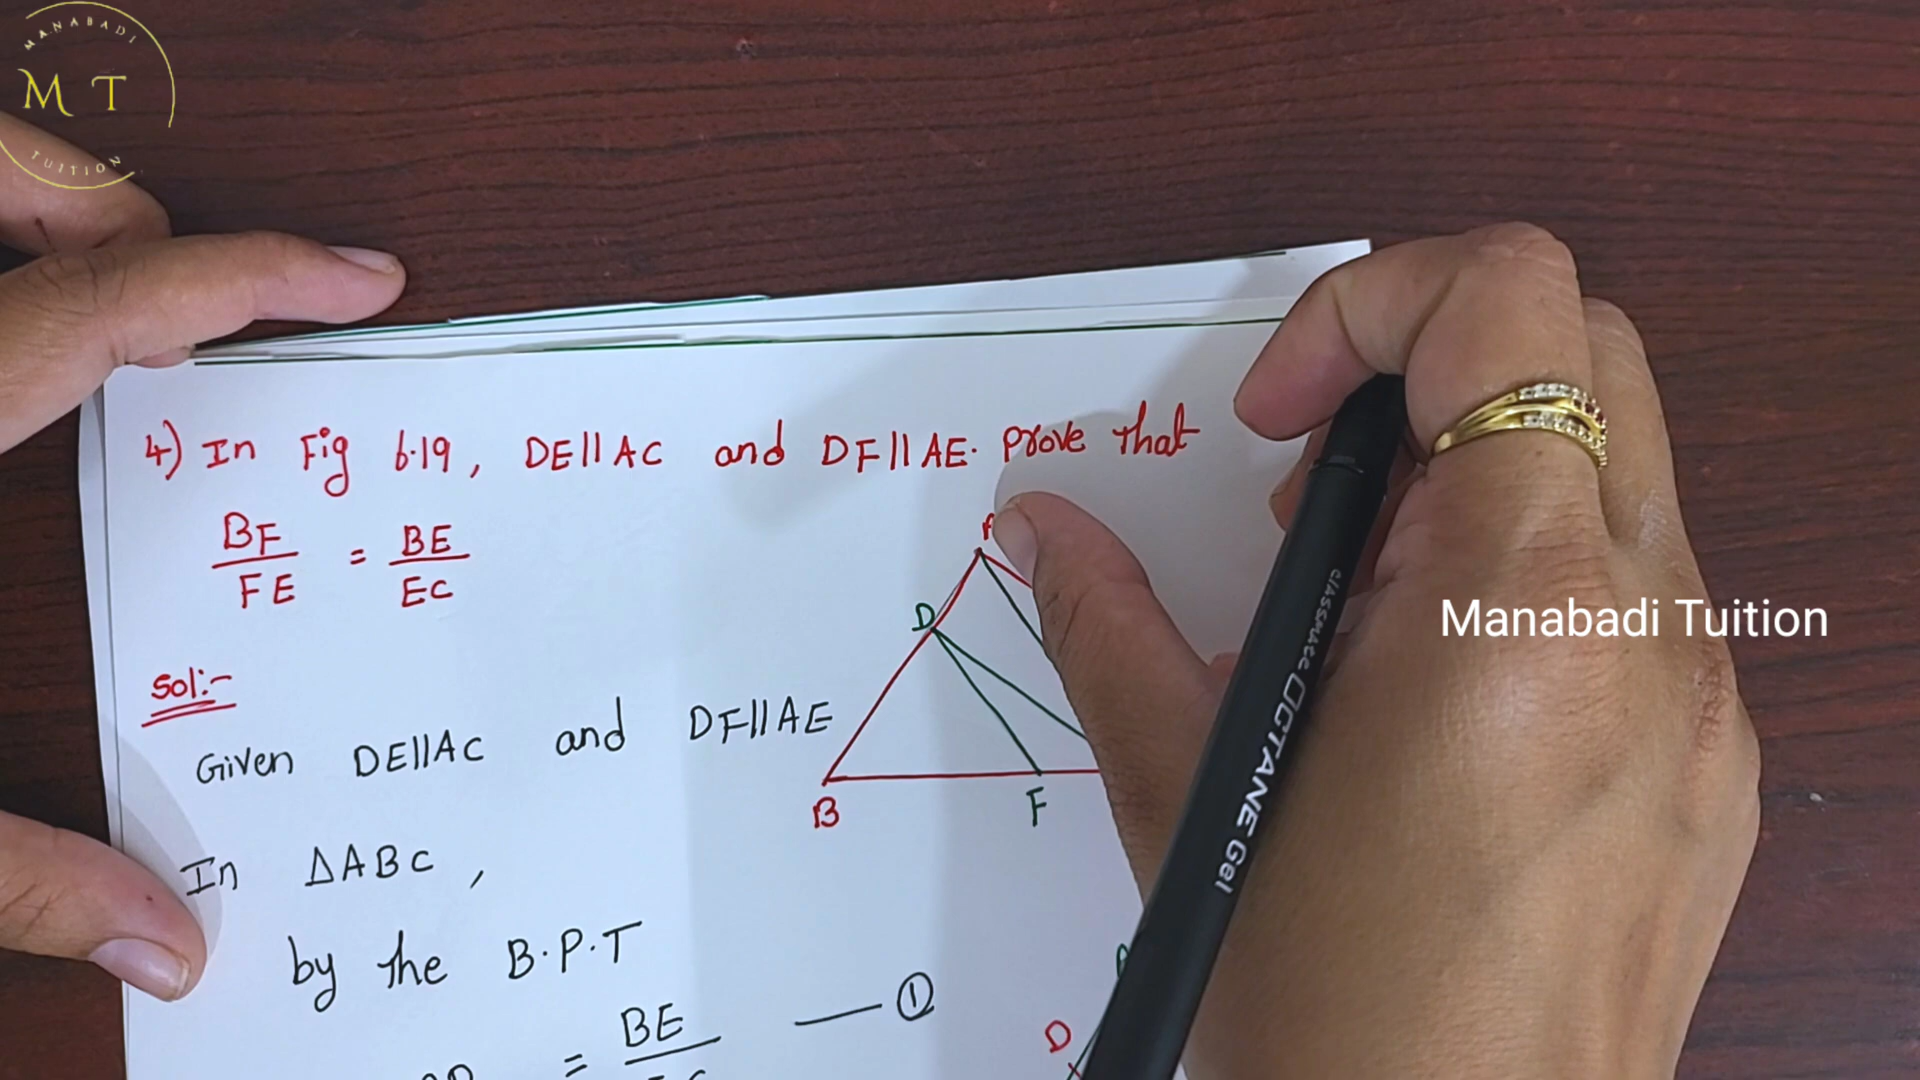 MANABADI
M T
TUITION
4) In Fig 6.19, DE||AC and DF||AE. Prove that
BF/FE = BE/EC
Sol:-
Given DE||AC and DF||AE
In ΔABC,
by the B.P.T
= BE — ①
A
D
B
F
D
classmate OCTANE Gel
Manabadi Tuition